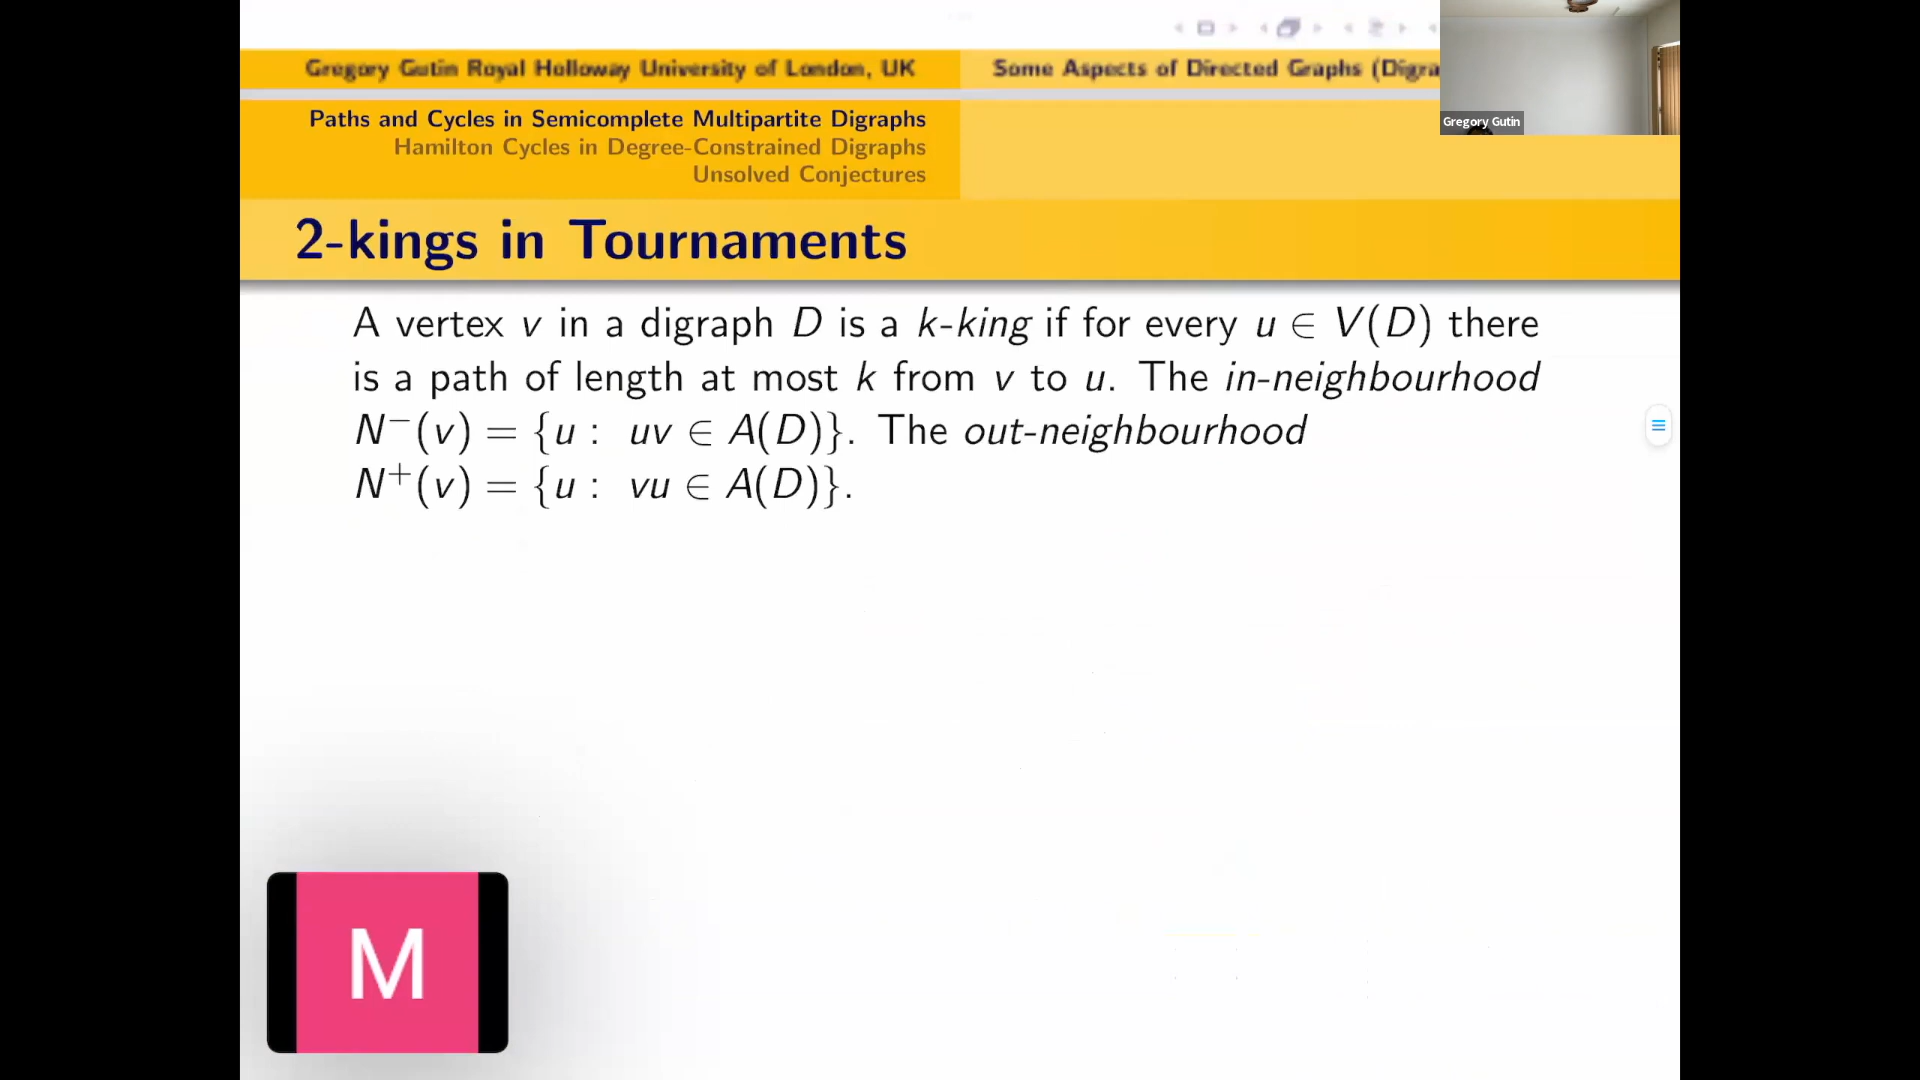 Gregory Gutin Royal Holloway University of London, UK
Some Aspects of Directed Graphs (Digra
Gregory Gutin
Paths and Cycles in Semicomplete Multipartite Digraphs
Hamilton Cycles in Degree-Constrained Digraphs
Unsolved Conjectures
2-kings in Tournaments
A vertex v in a digraph D is a k-king if for every u ∈ V(D) there
is a path of length at most k from v to u. The in-neighbourhood
N⁻(v) = {u : uv ∈ A(D)}. The out-neighbourhood
N⁺(v) = {u : vu ∈ A(D)}.
M